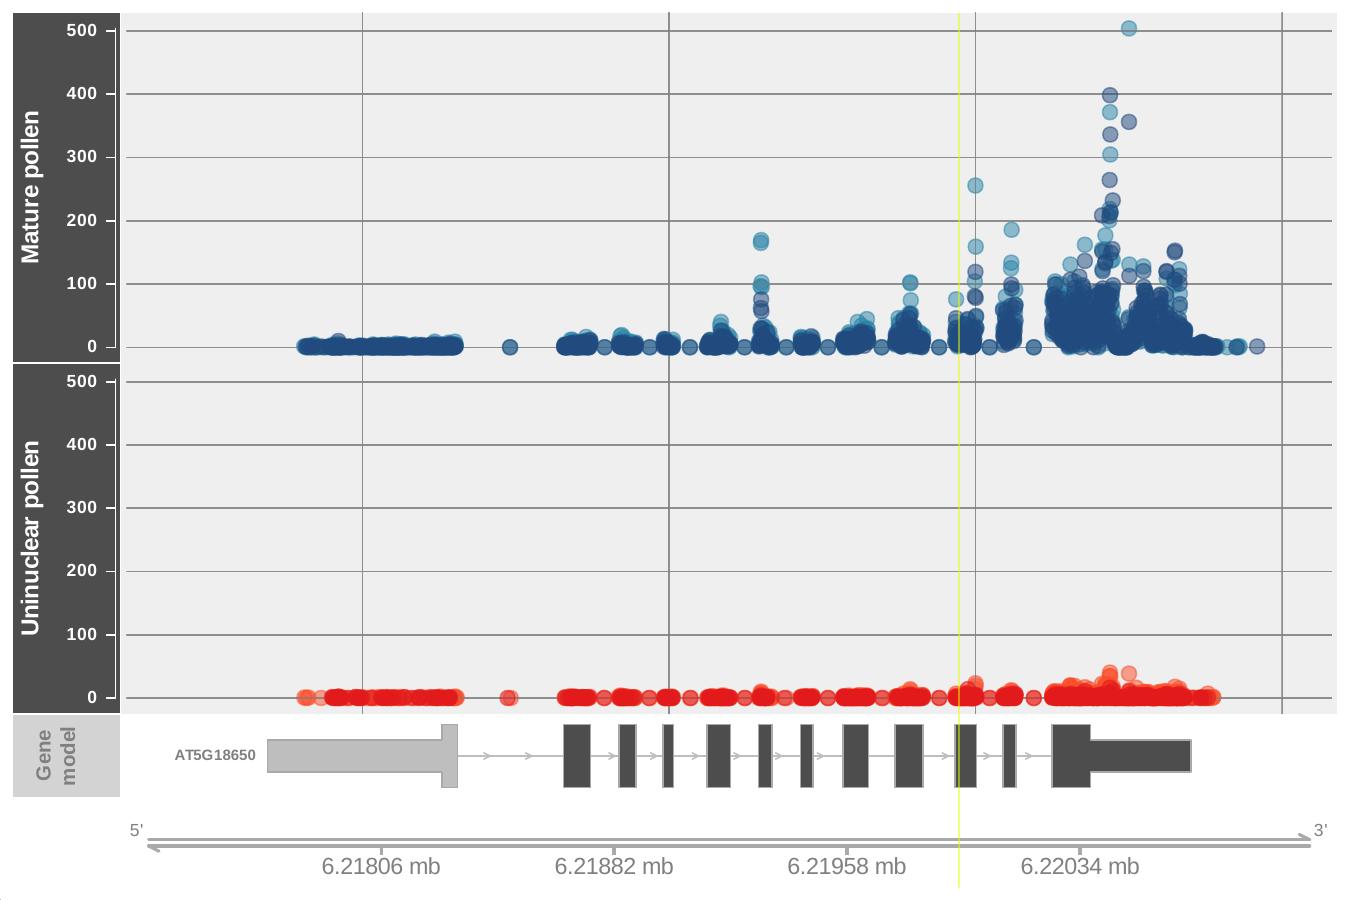 Mature pollen
500
400
300
200
100
0
Uninuclear pollen
500
400
300
200
100
0
Gene
model
AT5G18650
5'
3'
6.21806 mb
6.21882 mb
6.21958 mb
6.22034 mb